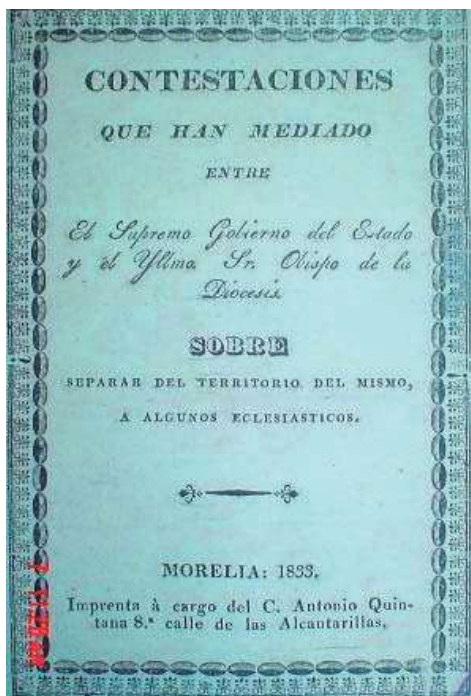 CONTESTACIONES
QUE HAN MEDIADO
ENTRE
El Supremo Gobierno del Estado
y el Yllmo. Sr. Obispo de la
Diocesis.
SOBRE
SEPARAR DEL TERRITORIO DEL MISMO,
A ALGUNOS ECLESIASTICOS.
MORELIA: 1833.
Imprenta à cargo del C. Antonio Quin-
tana 8.ª calle de las Alcantarillas.